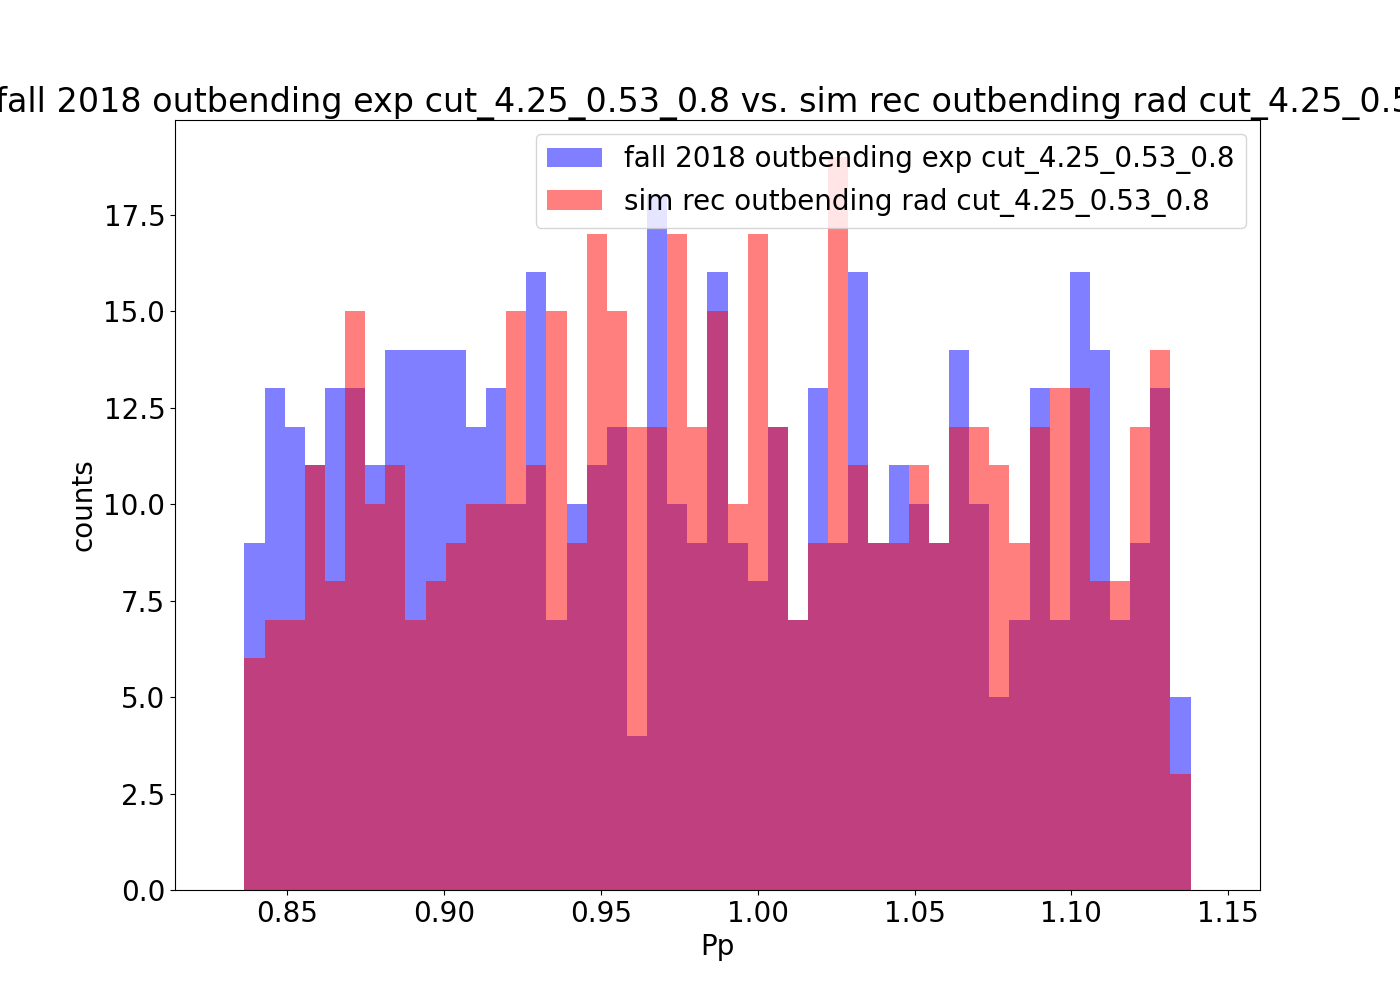 fall 2018 outbending exp cut_4.25_0.53_0.8 vs. sim rec outbending rad cut_4.25_0.5
fall 2018 outbending exp cut_4.25_0.53_0.8
sim rec outbending rad cut_4.25_0.53_0.8
17.5
15.0
12.5
10.0
7.5
5.0
2.5
0.0
counts
0.85 0.90 0.95 1.00 1.05 1.10 1.15
Pp